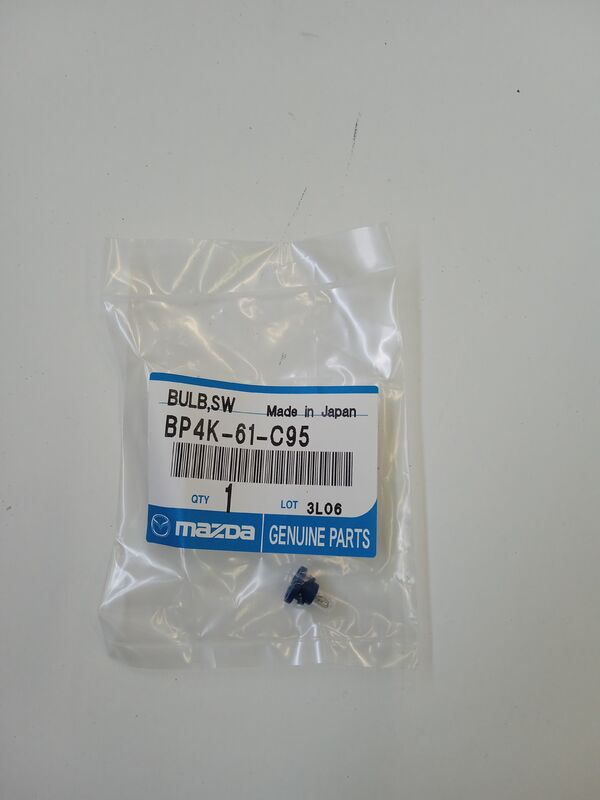 BULB,SW Made in Japan
BP4K-61-C95
QTY 1 LOT 3L06
mazda GENUINE PARTS